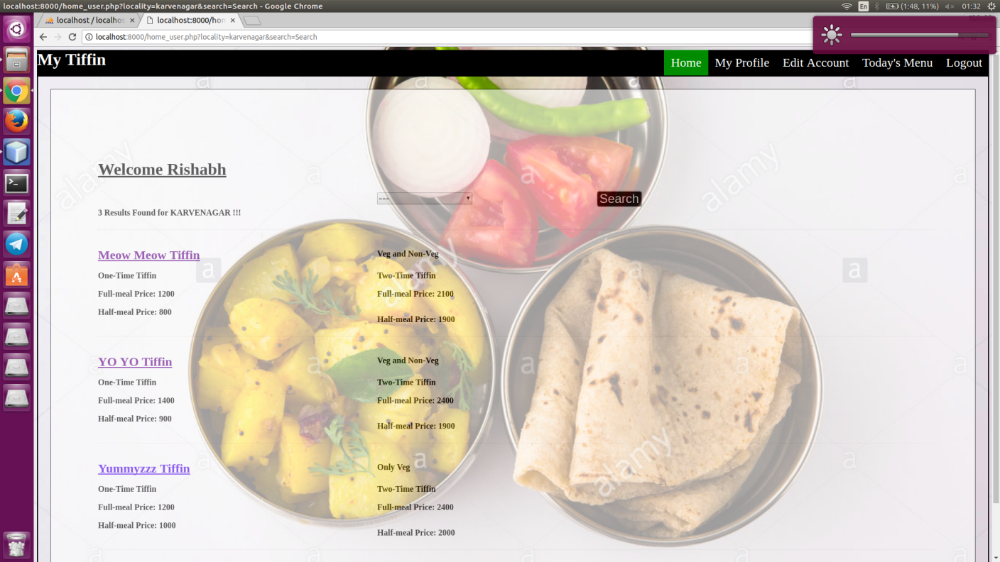 localhost:8000/home_user.php?locality=karvenagar&search=Search - Google Chrome
En
(1:48, 11%)
01:32
localhost / localhos
localhost:8000/hom
localhost:8000/home_user.php?locality=karvenagar&search=Search
My Tiffin
Home
My Profile
Edit Account
Today's Menu
Logout
Welcome Rishabh
---
Search
3 Results Found for KARVENAGAR !!!
Meow Meow Tiffin
Veg and Non-Veg
One-Time Tiffin
Two-Time Tiffin
Full-meal Price: 1200
Full-meal Price: 2100
Half-meal Price: 800
Half-meal Price: 1900
YO YO Tiffin
Veg and Non-Veg
One-Time Tiffin
Two-Time Tiffin
Full-meal Price: 1400
Full-meal Price: 2400
Half-meal Price: 900
Half-meal Price: 1900
Yummyzzz Tiffin
Only Veg
One-Time Tiffin
Two-Time Tiffin
Full-meal Price: 1200
Full-meal Price: 2400
Half-meal Price: 1000
Half-meal Price: 2000
alamy
alamy
alamy
alamy